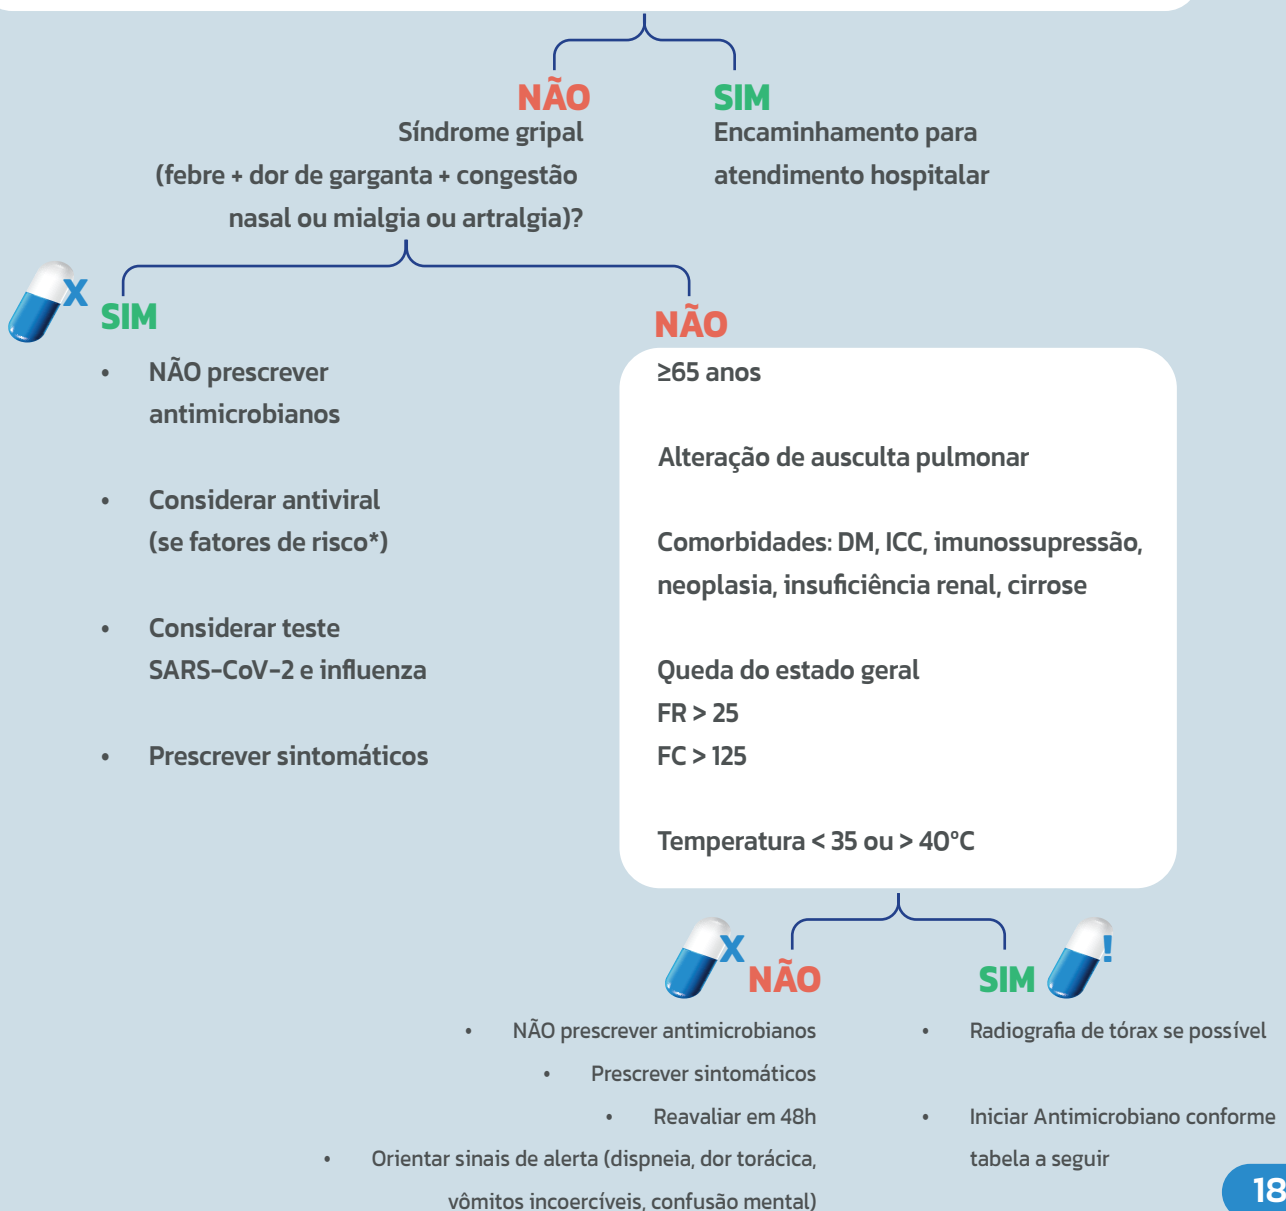 NÃO
Síndrome gripal
(febre + dor de garganta + congestão
nasal ou mialgia ou artralgia)?
SIM
Encaminhamento para
atendimento hospitalar
X
SIM
• NÃO prescrever
antimicrobianos
• Considerar antiviral
(se fatores de risco*)
• Considerar teste
SARS-CoV-2 e influenza
• Prescrever sintomáticos
NÃO
≥65 anos
Alteração de ausculta pulmonar
Comorbidades: DM, ICC, imunossupressão,
neoplasia, insuficiência renal, cirrose
Queda do estado geral
FR > 25
FC > 125
Temperatura < 35 ou > 40°C
X
NÃO
• NÃO prescrever antimicrobianos
• Prescrever sintomáticos
• Reavaliar em 48h
• Orientar sinais de alerta (dispneia, dor torácica,
vômitos incoercíveis, confusão mental)
SIM
!
• Radiografia de tórax se possível
• Iniciar Antimicrobiano conforme
tabela a seguir
18